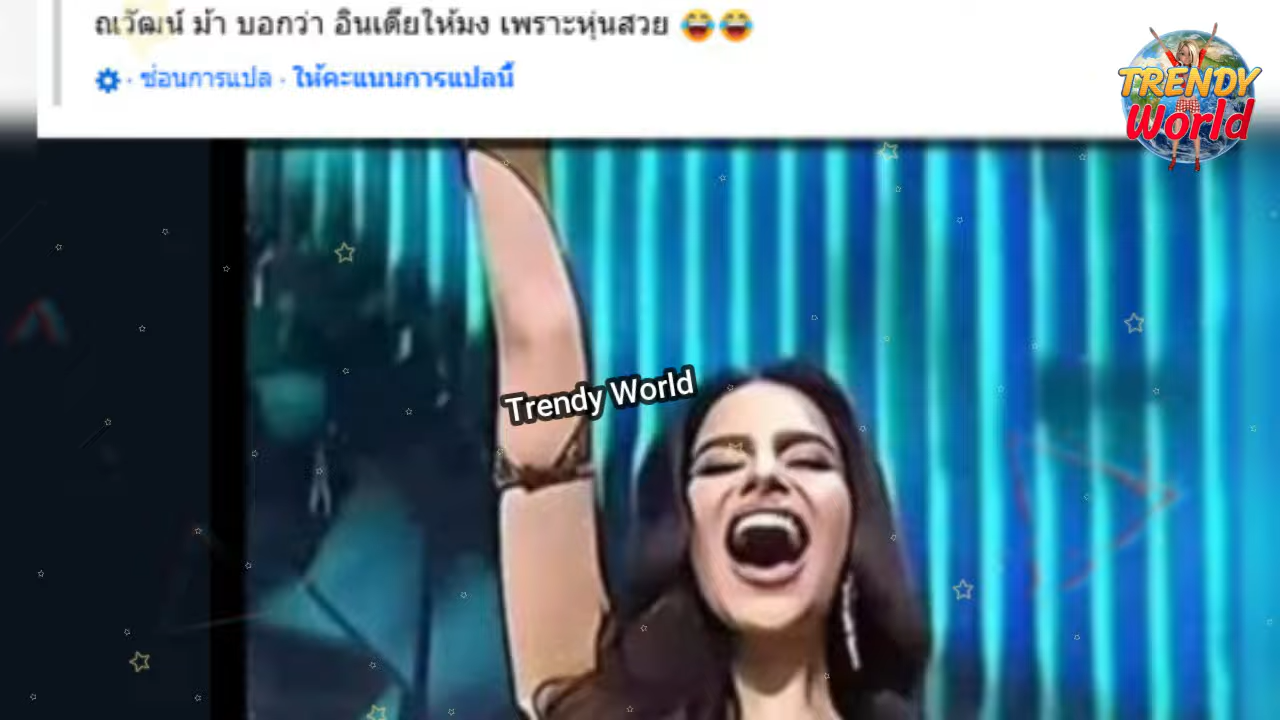 ณวัฒน์ ม้า บอกว่า อินเดียให้มง เพราะหุ่นสวย 😂😂
· ซ่อนการแปล · ให้คะแนนการแปลนี้
TRENDY
World
Trendy World